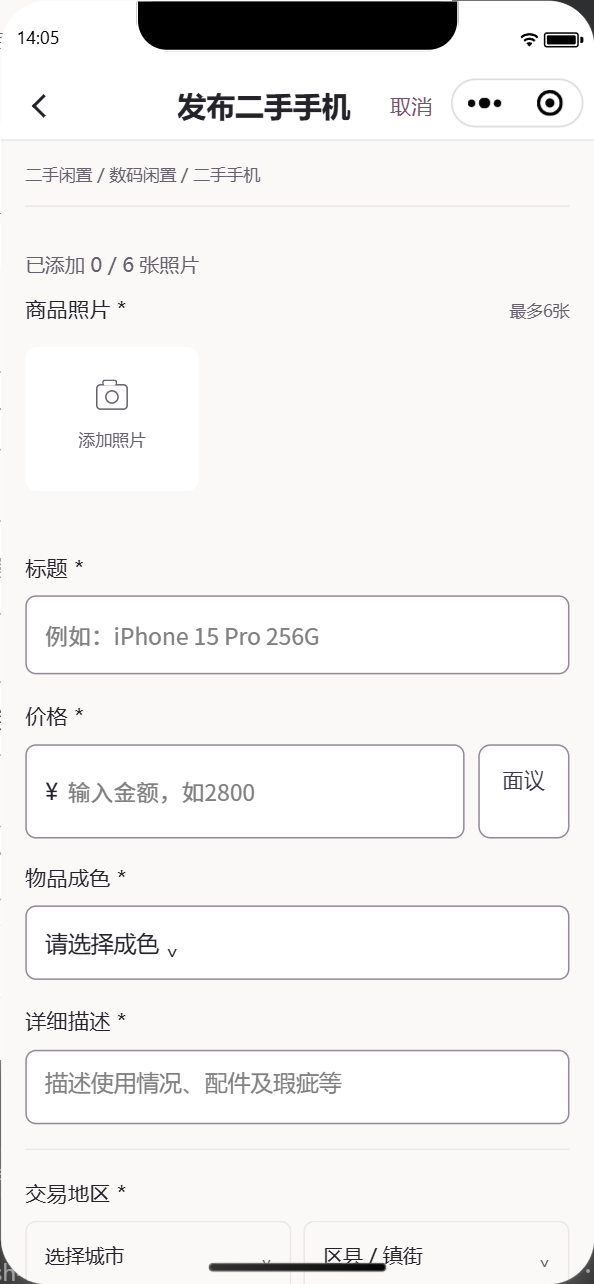 14:05
发布二手手机 取消
二手闲置 / 数码闲置 / 二手手机
已添加 0 / 6 张照片
商品照片 * 最多6张
添加照片
标题 *
例如：iPhone 15 Pro 256G
价格 *
¥ 输入金额，如2800 面议
物品成色 *
请选择成色 v
详细描述 *
描述使用情况、配件及瑕疵等
交易地区 *
选择城市 v 区县 / 镇街 v